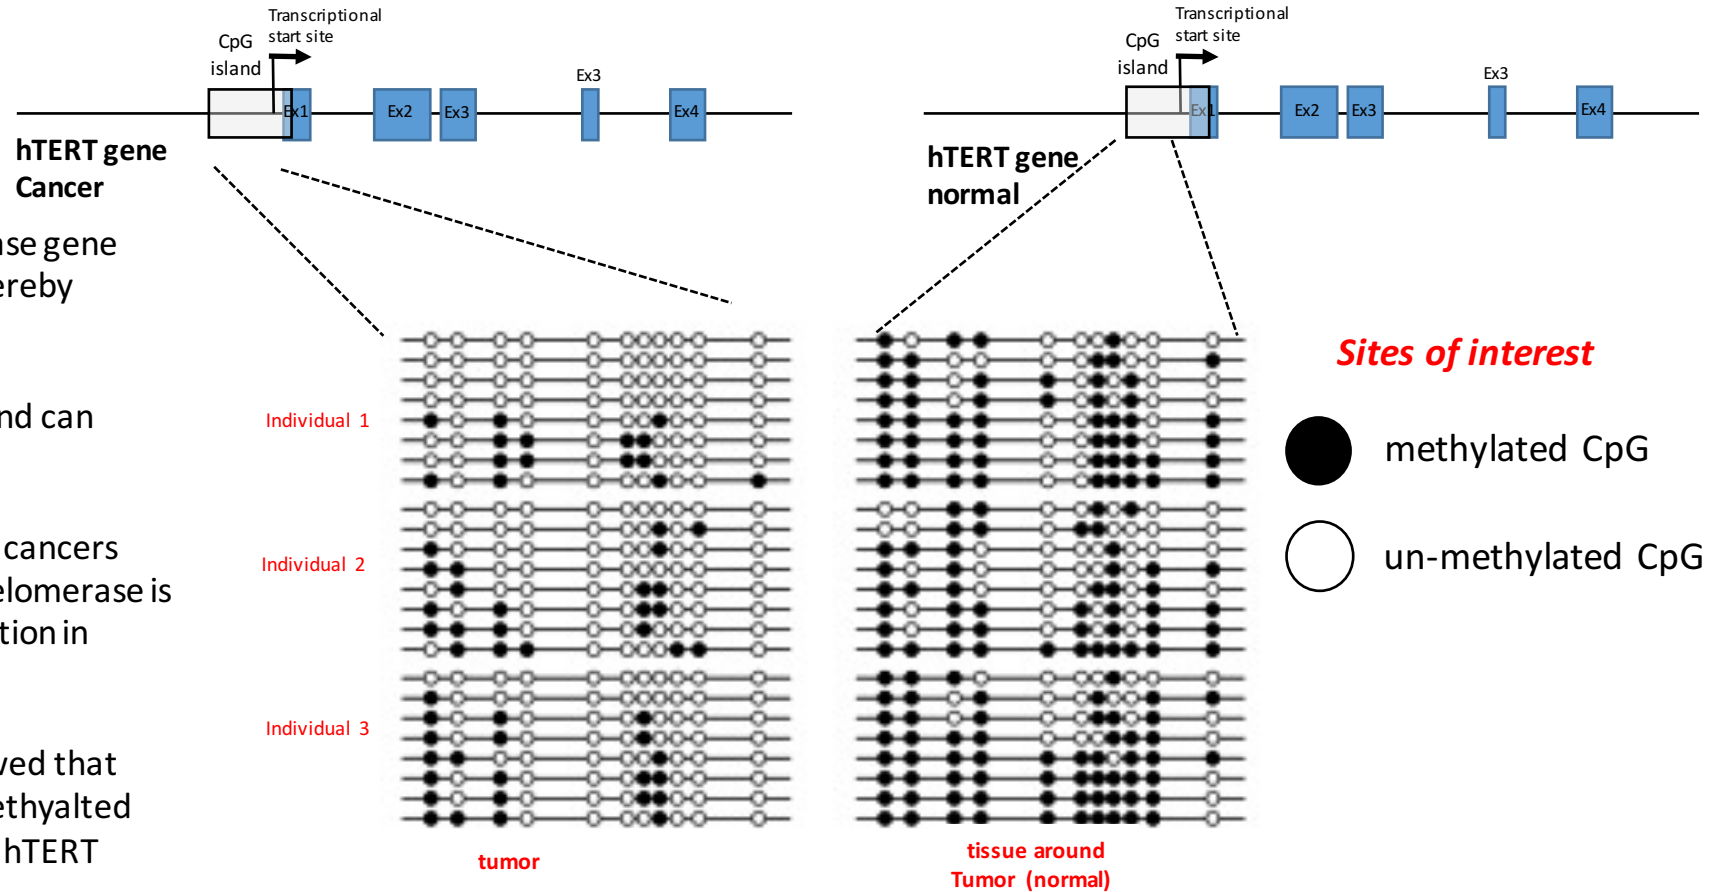 Transcriptional
start site
CpG
island
Ex1
Ex2
Ex3
Ex3
Ex4
hTERT gene
Cancer
Transcriptional
start site
CpG
island
Ex1
Ex2
Ex3
Ex3
Ex4
hTERT gene
normal
ase gene
ereby
nd can
cancers
elomerase is
tion in
wed that
ethyalted
hTERT
Individual 1
Individual 2
Individual 3
tumor
tissue around
Tumor (normal)
Sites of interest
methylated CpG
un-methylated CpG